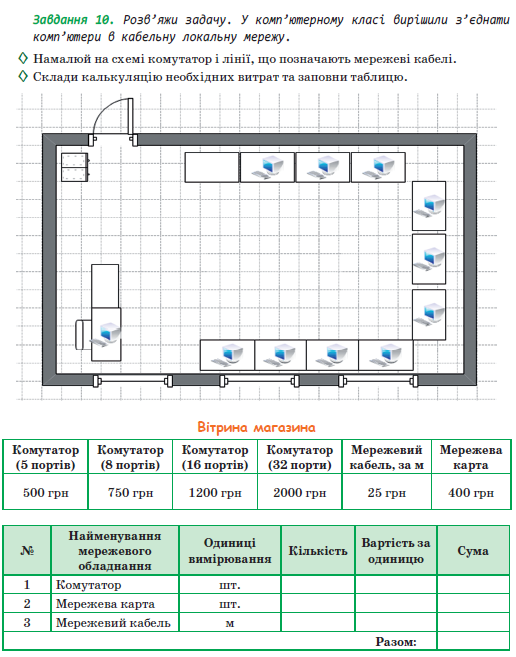 Завдання 10. Розв’яжи задачу. У комп’ютерному класі вирішили з’єднати
комп’ютери в кабельну локальну мережу.
◊ Намалюй на схемі комутатор і лінії, що позначають мережеві кабелі.
◊ Склади калькуляцію необхідних витрат та заповни таблицю.
Вітрина магазина
Комутатор (5 портів) Комутатор (8 портів) Комутатор (16 портів) Комутатор (32 порти) Мережевий кабель, за м Мережева карта
500 грн 750 грн 1200 грн 2000 грн 25 грн 400 грн
№ Найменування мережевого обладнання Одиниці вимірювання Кількість Вартість за одиницю Сума
1 Комутатор шт.
2 Мережева карта шт.
3 Мережевий кабель м
Разом: